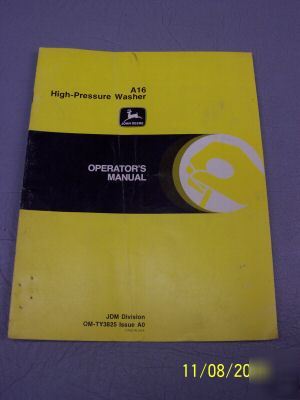 A16
High-Pressure Washer
JOHN DEERE
OPERATOR'S
MANUAL
JDM Division
OM-TY3825 Issue A0
11/08/20